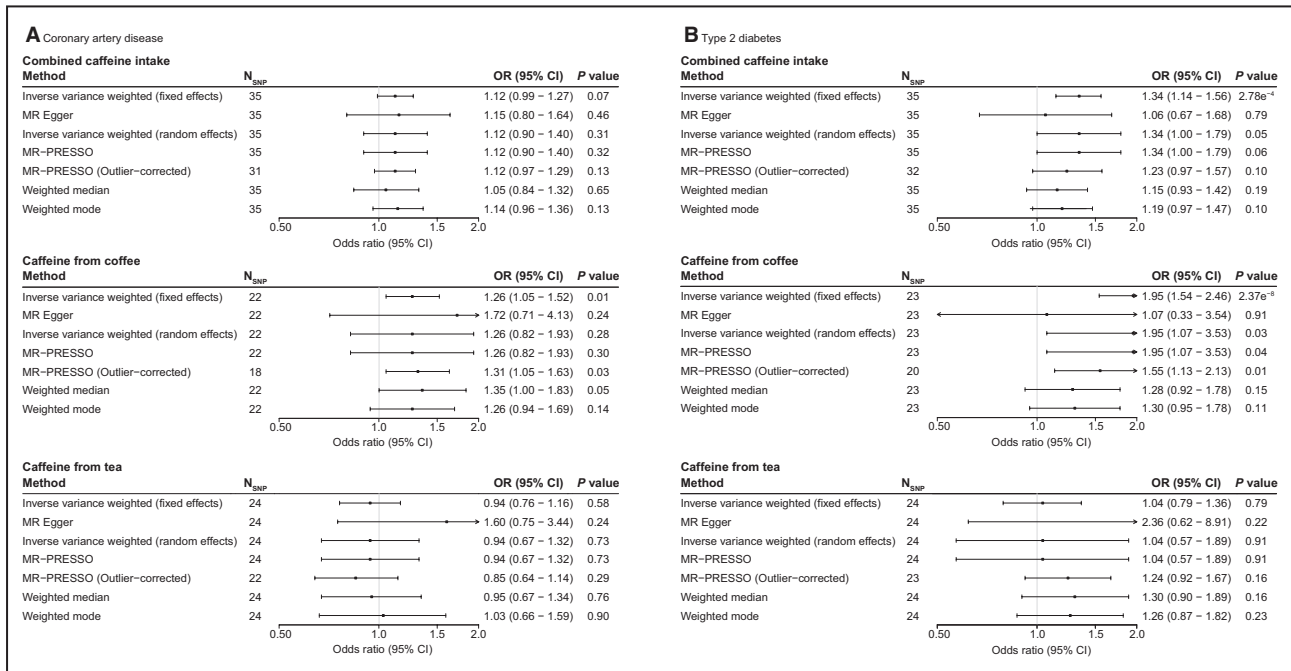 A Coronary artery disease
Combined caffeine intake
Method N_SNP OR (95% CI) P value
Inverse variance weighted (fixed effects) 35 1.12 (0.99 − 1.27) 0.07
MR Egger 35 1.15 (0.80 − 1.64) 0.46
Inverse variance weighted (random effects) 35 1.12 (0.90 − 1.40) 0.31
MR−PRESSO 35 1.12 (0.90 − 1.40) 0.32
MR−PRESSO (Outlier−corrected) 31 1.12 (0.97 − 1.29) 0.13
Weighted median 35 1.05 (0.84 − 1.32) 0.65
Weighted mode 35 1.14 (0.96 − 1.36) 0.13
0.50 1.0 1.5 2.0
Odds ratio (95% CI)
Caffeine from coffee
Method N_SNP OR (95% CI) P value
Inverse variance weighted (fixed effects) 22 1.26 (1.05 − 1.52) 0.01
MR Egger 22 1.72 (0.71 − 4.13) 0.24
Inverse variance weighted (random effects) 22 1.26 (0.82 − 1.93) 0.28
MR−PRESSO 22 1.26 (0.82 − 1.93) 0.30
MR−PRESSO (Outlier−corrected) 18 1.31 (1.05 − 1.63) 0.03
Weighted median 22 1.35 (1.00 − 1.83) 0.05
Weighted mode 22 1.26 (0.94 − 1.69) 0.14
0.50 1.0 1.5 2.0
Odds ratio (95% CI)
Caffeine from tea
Method N_SNP OR (95% CI) P value
Inverse variance weighted (fixed effects) 24 0.94 (0.76 − 1.16) 0.58
MR Egger 24 1.60 (0.75 − 3.44) 0.24
Inverse variance weighted (random effects) 24 0.94 (0.67 − 1.32) 0.73
MR−PRESSO 24 0.94 (0.67 − 1.32) 0.73
MR−PRESSO (Outlier−corrected) 22 0.85 (0.64 − 1.14) 0.29
Weighted median 24 0.95 (0.67 − 1.34) 0.76
Weighted mode 24 1.03 (0.66 − 1.59) 0.90
0.50 1.0 1.5 2.0
Odds ratio (95% CI)
B Type 2 diabetes
Combined caffeine intake
Method N_SNP OR (95% CI) P value
Inverse variance weighted (fixed effects) 35 1.34 (1.14 − 1.56) 2.78e⁻⁴
MR Egger 35 1.06 (0.67 − 1.68) 0.79
Inverse variance weighted (random effects) 35 1.34 (1.00 − 1.79) 0.05
MR−PRESSO 35 1.34 (1.00 − 1.79) 0.06
MR−PRESSO (Outlier−corrected) 32 1.23 (0.97 − 1.57) 0.10
Weighted median 35 1.15 (0.93 − 1.42) 0.19
Weighted mode 35 1.19 (0.97 − 1.47) 0.10
0.50 1.0 1.5 2.0
Odds ratio (95% CI)
Caffeine from coffee
Method N_SNP OR (95% CI) P value
Inverse variance weighted (fixed effects) 23 1.95 (1.54 − 2.46) 2.37e⁻⁸
MR Egger 23 1.07 (0.33 − 3.54) 0.91
Inverse variance weighted (random effects) 23 1.95 (1.07 − 3.53) 0.03
MR−PRESSO 23 1.95 (1.07 − 3.53) 0.04
MR−PRESSO (Outlier−corrected) 20 1.55 (1.13 − 2.13) 0.01
Weighted median 23 1.28 (0.92 − 1.78) 0.15
Weighted mode 23 1.30 (0.95 − 1.78) 0.11
0.50 1.0 1.5 2.0
Odds ratio (95% CI)
Caffeine from tea
Method N_SNP OR (95% CI) P value
Inverse variance weighted (fixed effects) 24 1.04 (0.79 − 1.36) 0.79
MR Egger 24 2.36 (0.62 − 8.91) 0.22
Inverse variance weighted (random effects) 24 1.04 (0.57 − 1.89) 0.91
MR−PRESSO 24 1.04 (0.57 − 1.89) 0.91
MR−PRESSO (Outlier−corrected) 23 1.24 (0.92 − 1.67) 0.16
Weighted median 24 1.30 (0.90 − 1.89) 0.16
Weighted mode 24 1.26 (0.87 − 1.82) 0.23
0.50 1.0 1.5 2.0
Odds ratio (95% CI)